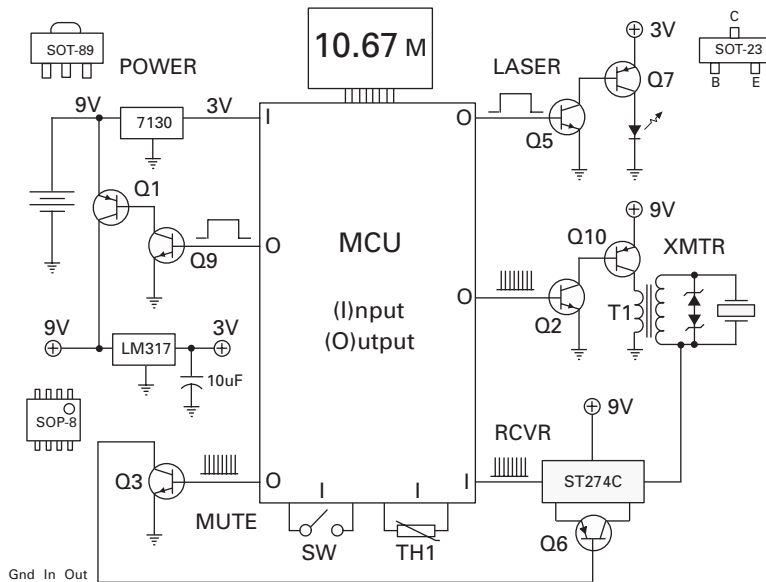 10.67 M
SOT-89
POWER
LASER
3V
C
SOT-23
B E
9V
3V
7130
I
O
Q5
Q7
Q1
Q9
O
MCU
(I)nput
(O)utput
9V
Q10
XMTR
O
Q2
T1
9V
LM317
3V
10uF
SOP-8
9V
RCVR
ST274C
Q3
O
I
I
I
MUTE
SW
TH1
Q6
Gnd In Out